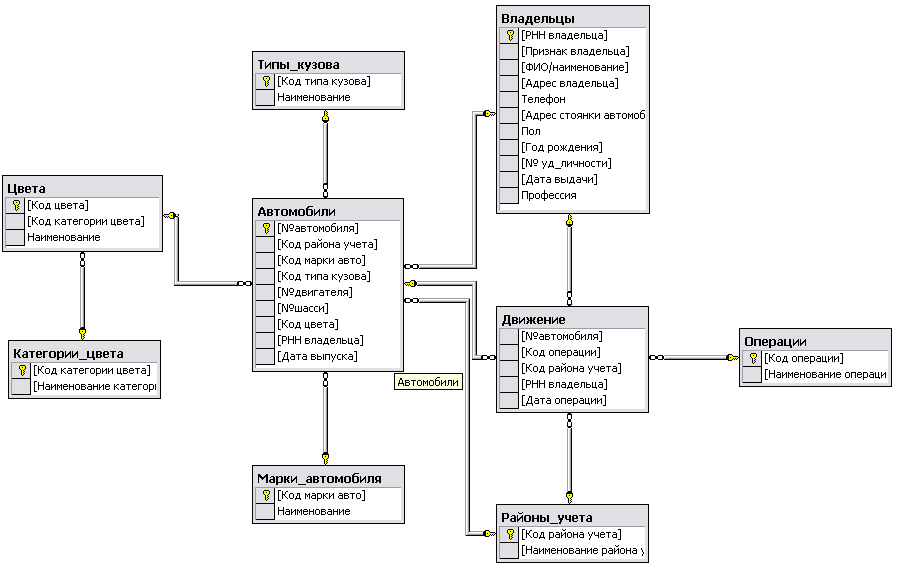 Владельцы
[РНН владельца]
[Признак владельца]
[ФИО/наименование]
[Адрес владельца]
Телефон
[Адрес стоянки автомоб
Пол
[Год рождения]
[№ уд_личности]
[Дата выдачи]
Профессия
Типы_кузова
[Код типа кузова]
Наименование
Цвета
[Код цвета]
[Код категории цвета]
Наименование
Автомобили
[№автомобиля]
[Код района учета]
[Код марки авто]
[Код типа кузова]
[№двигателя]
[№шасси]
[Код цвета]
[РНН владельца]
[Дата выпуска]
Автомобили
Категории_цвета
[Код категории цвета]
[Наименование категори
Движение
[№автомобиля]
[Код операции]
[Код района учета]
[РНН владельца]
[Дата операции]
Операции
[Код операции]
[Наименование операци
Марки_автомобиля
[Код марки авто]
Наименование
Районы_учета
[Код района учета]
[Наименование района у